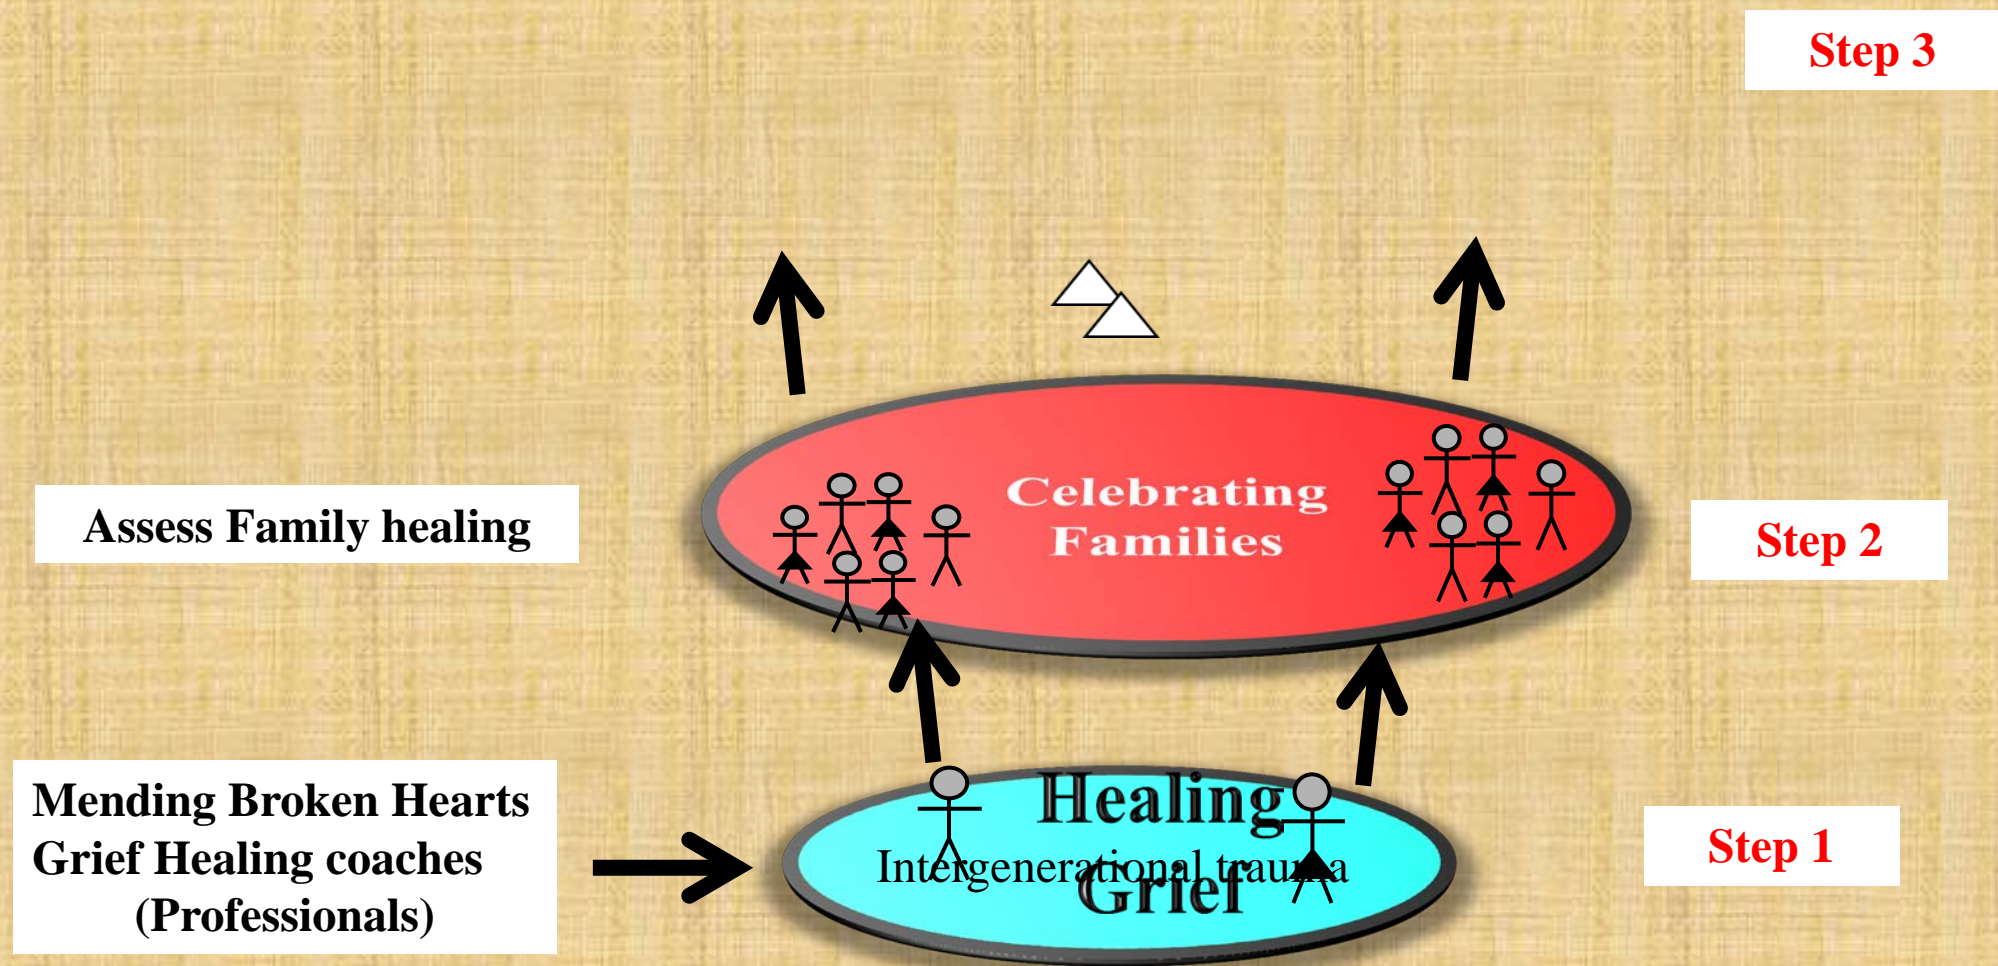 Step 3
Celebrating
Families
Assess Family healing
Step 2
Mending Broken Hearts
Grief Healing coaches
(Professionals)
Healing
Intergenerational trauma
Grief
Step 1